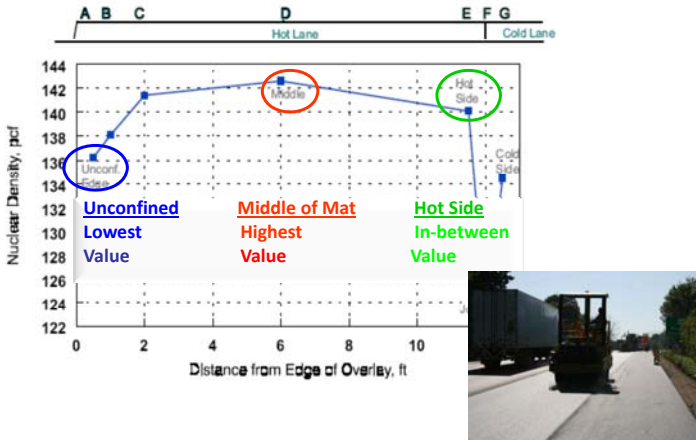 A B C D E F G
Hot Lane Cold Lane
144
142
140
138
136
134
132
130
128
126
124
122
Nuclear Density, pcf
Hot
Side
Middle
Cold
Side
Unconf.
Edge
Unconfined Middle of Mat Hot Side
Lowest Highest In-between
Value Value Value
0 2 4 6 8 10
Distance from Edge of Overlay, ft